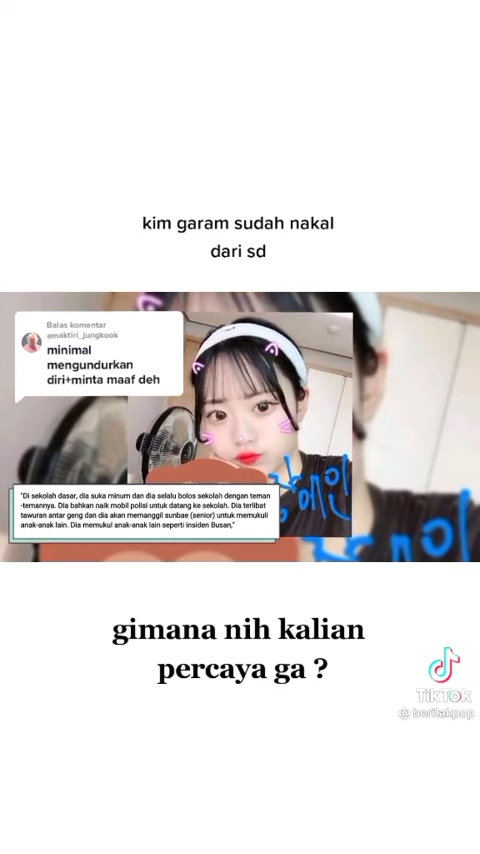 kim garam sudah nakal
dari sd
Balas komentar
emaktiri_jungkook
minimal
mengundurkan
diri+minta maaf deh
"Di sekolah dasar, dia suka minum dan dia selalu bolos sekolah dengan teman
-temannya. Dia bahkan naik mobil polisi untuk datang ke sekolah. Dia terlibat
tawuran antar geng dan dia akan memanggil sunbae (senior) untuk memukuli
anak-anak lain. Dia memukul anak-anak lain seperti insiden Busan,"
gimana nih kalian
percaya ga ?
TikTok
@beritakpop